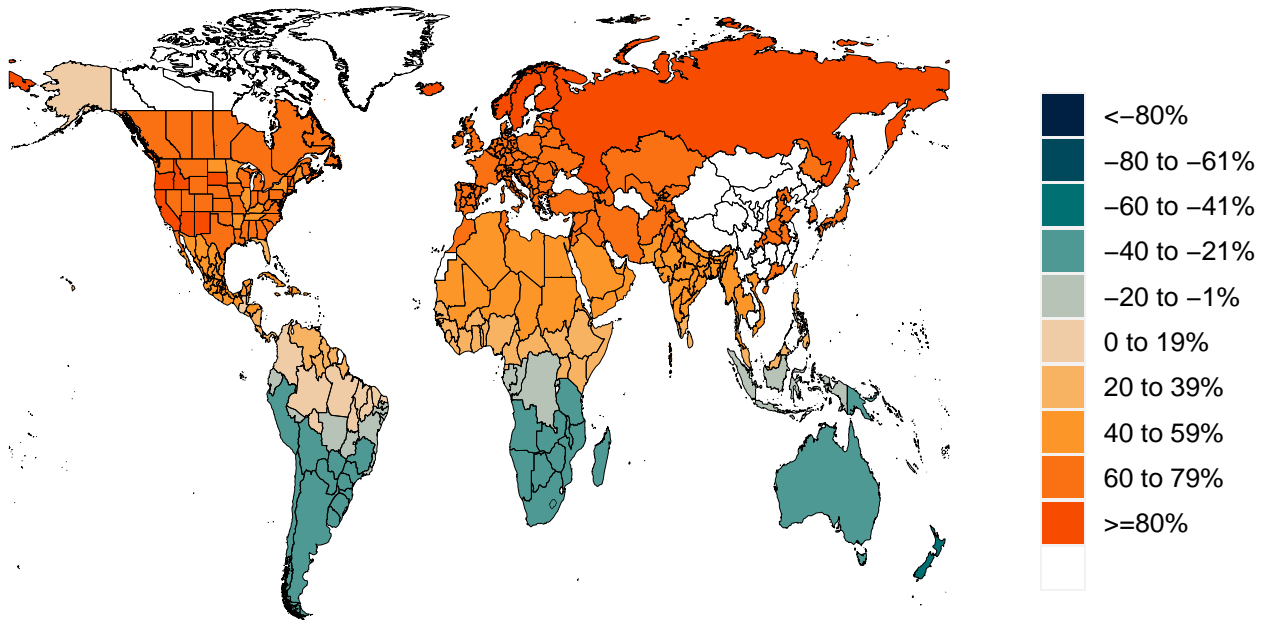 <−80%
−80 to −61%
−60 to −41%
−40 to −21%
−20 to −1%
0 to 19%
20 to 39%
40 to 59%
60 to 79%
>=80%